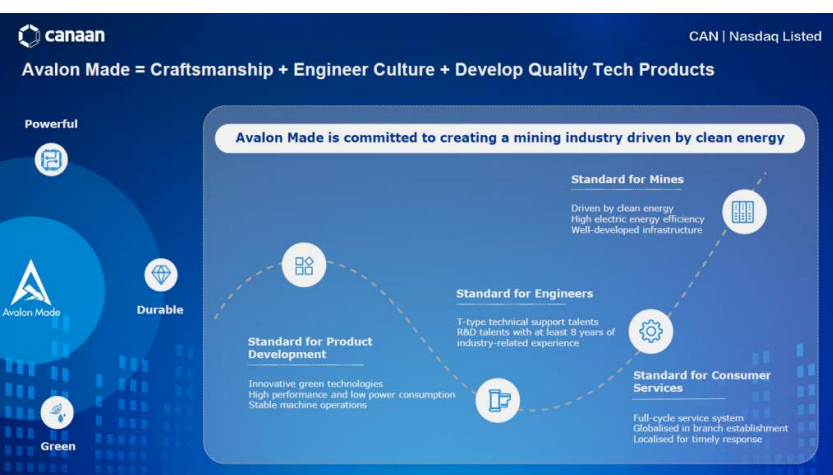 canaan
CAN | Nasdaq Listed
Avalon Made = Craftsmanship + Engineer Culture + Develop Quality Tech Products
Powerful
Avalon Made
Durable
Green
Avalon Made is committed to creating a mining industry driven by clean energy
Standard for Product
Development
Innovative green technologies
High performance and low power consumption
Stable machine operations
Standard for Engineers
T-type technical support talents
R&D talents with at least 8 years of
industry-related experience
Standard for Mines
Driven by clean energy
High electric energy efficiency
Well-developed infrastructure
Standard for Consumer
Services
Full-cycle service system
Globalised in branch establishment
Localised for timely response